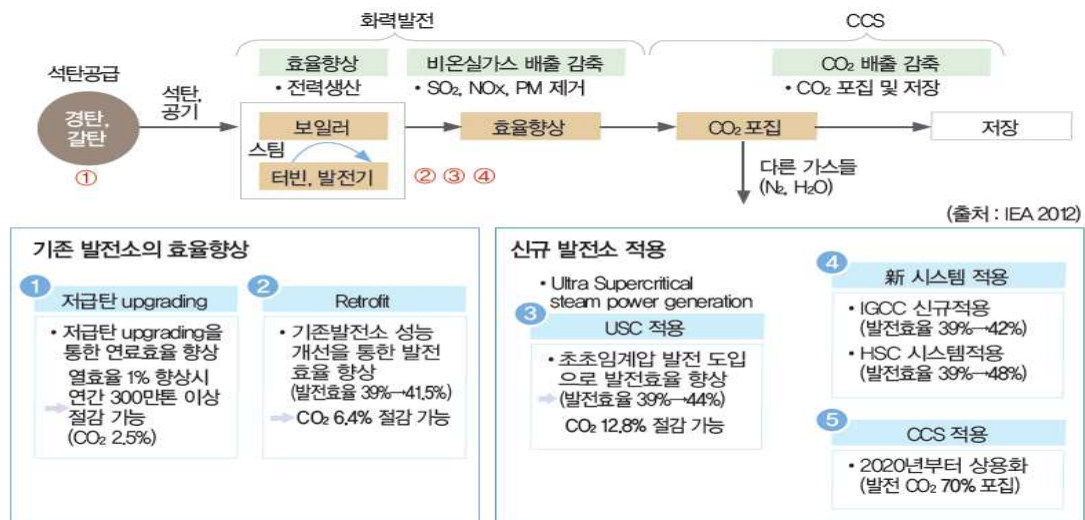 화력발전
CCS
석탄공급
효율향상
비온실가스 배출 감축
CO₂ 배출 감축
• 전력생산
• SO₂, NOx, PM 제거
• CO₂ 포집 및 저장
경탄,
갈탄
석탄,
공기
보일러
스팀
터빈, 발전기
효율향상
CO₂ 포집
저장
①
② ③ ④
다른 가스들
(N₂, H₂O)
(출처 : IEA 2012)
기존 발전소의 효율향상
1
저급탄 upgrading
• 저급탄 upgrading을
통한 연료효율 향상
열효율 1% 향상시
연간 300만톤 이상
절감 가능
(CO₂ 2.5%)
2
Retrofit
• 기존발전소 성능
개선을 통한 발전
효율 향상
(발전효율 39%→41.5%)
CO₂ 6.4% 절감 가능
신규 발전소 적용
• Ultra Supercritical
steam power generation
3
USC 적용
• 초초임계압 발전 도입
으로 발전효율 향상
(발전효율 39%→44%)
CO₂ 12.8% 절감 가능
4
新 시스템 적용
• IGCC 신규적용
(발전효율 39%→42%)
• HSC 시스템적용
(발전효율 39%→48%)
5
CCS 적용
• 2020년부터 상용화
(발전 CO₂ 70% 포집)